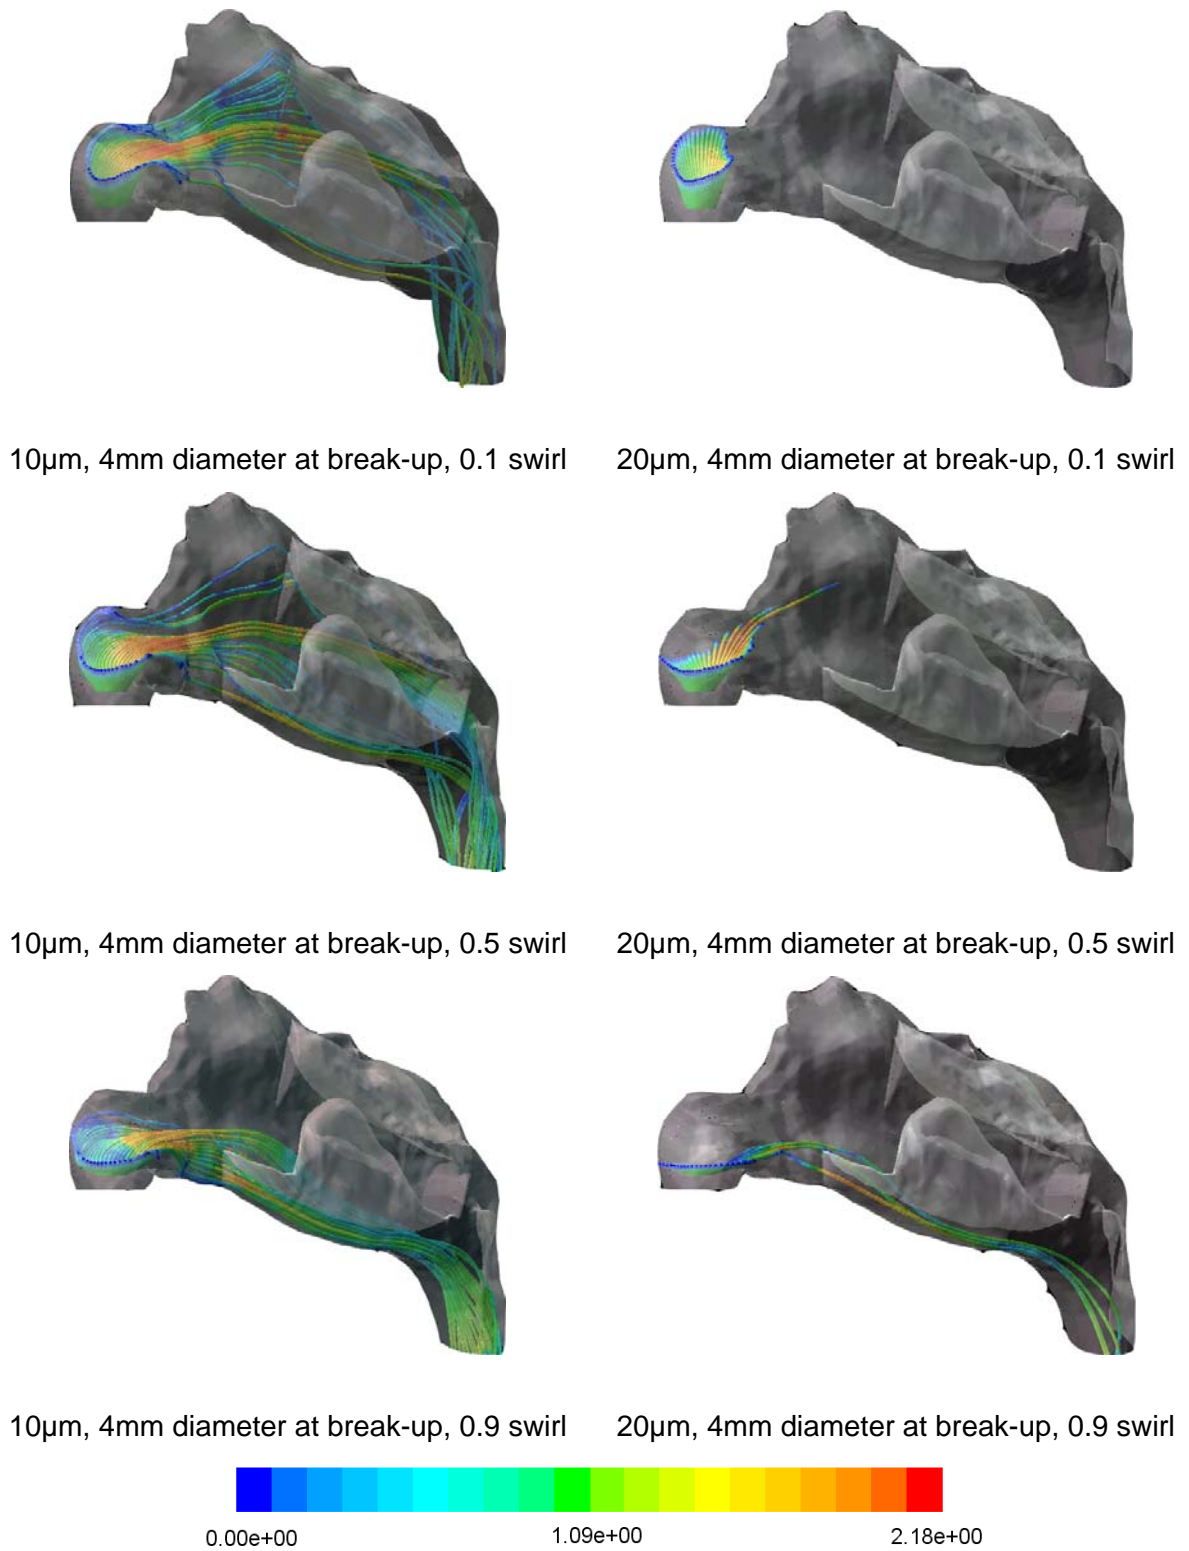 10µm, 4mm diameter at break-up, 0.1 swirl
20µm, 4mm diameter at break-up, 0.1 swirl
10µm, 4mm diameter at break-up, 0.5 swirl
20µm, 4mm diameter at break-up, 0.5 swirl
10µm, 4mm diameter at break-up, 0.9 swirl
20µm, 4mm diameter at break-up, 0.9 swirl
0.00e+00
1.09e+00
2.18e+00